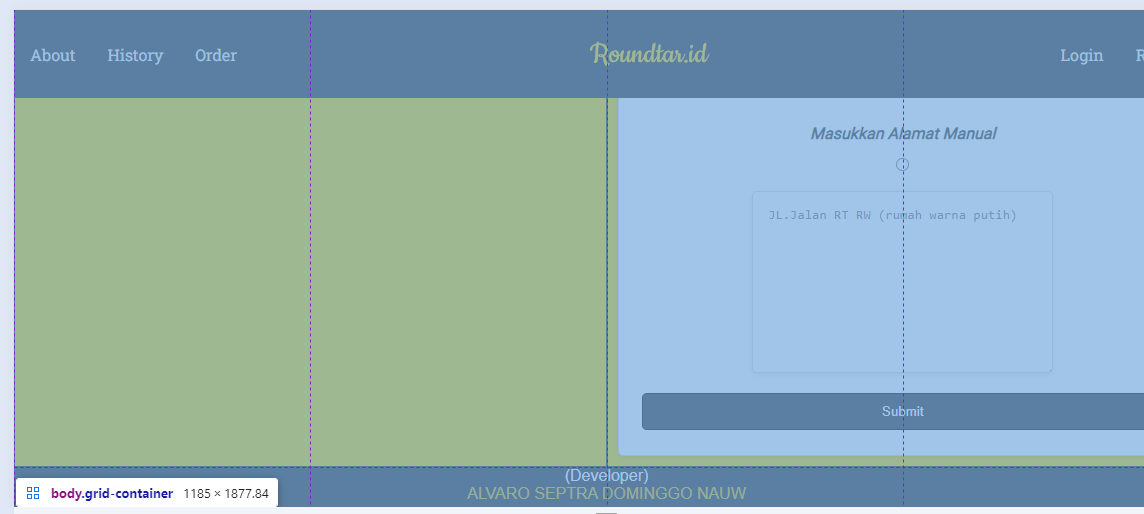 About History Order Roundtar.id Login R
Masukkan Alamat Manual
JL.Jalan RT RW (rumah warna putih)
Submit
(Developer)
ALVARO SEPTRA DOMINGGO NAUW
body.grid-container 1185 × 1877.84